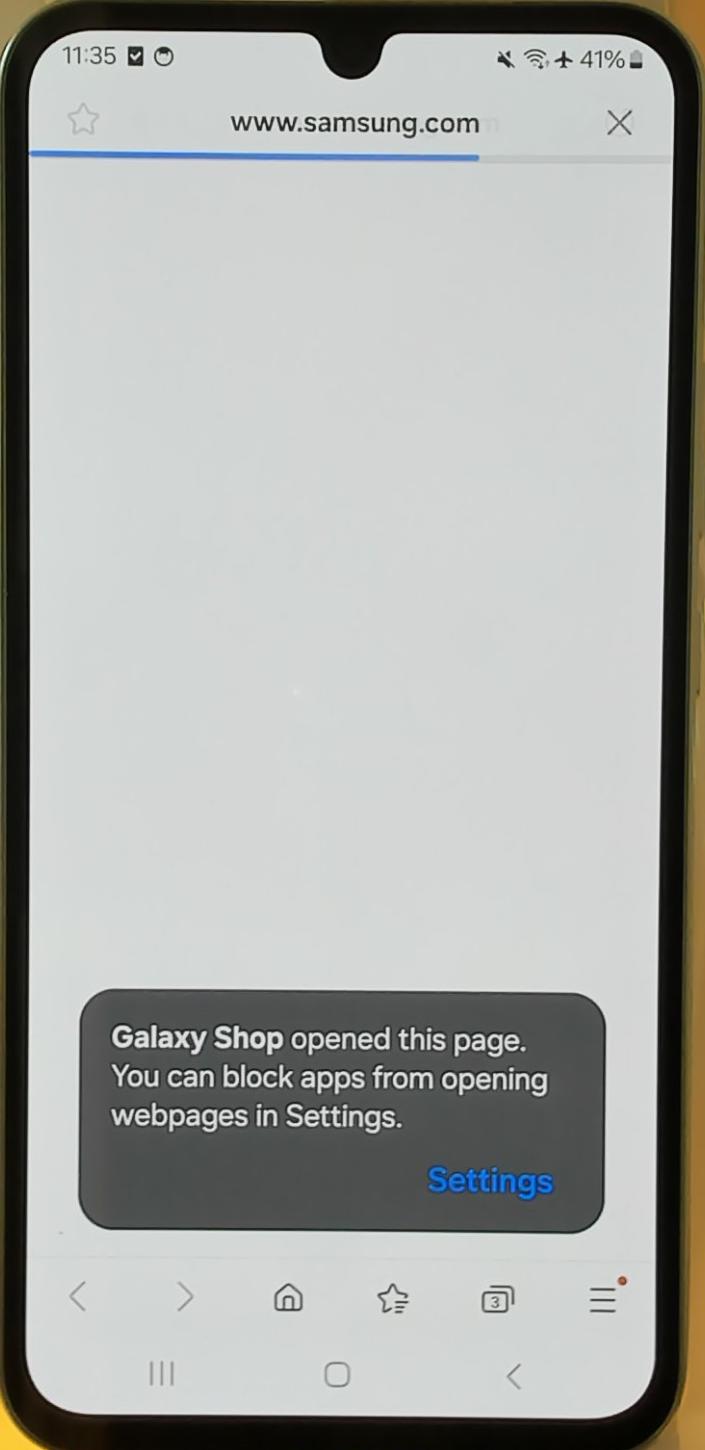 11:35 41%
www.samsung.com
Galaxy Shop opened this page.
You can block apps from opening
webpages in Settings.
Settings
3